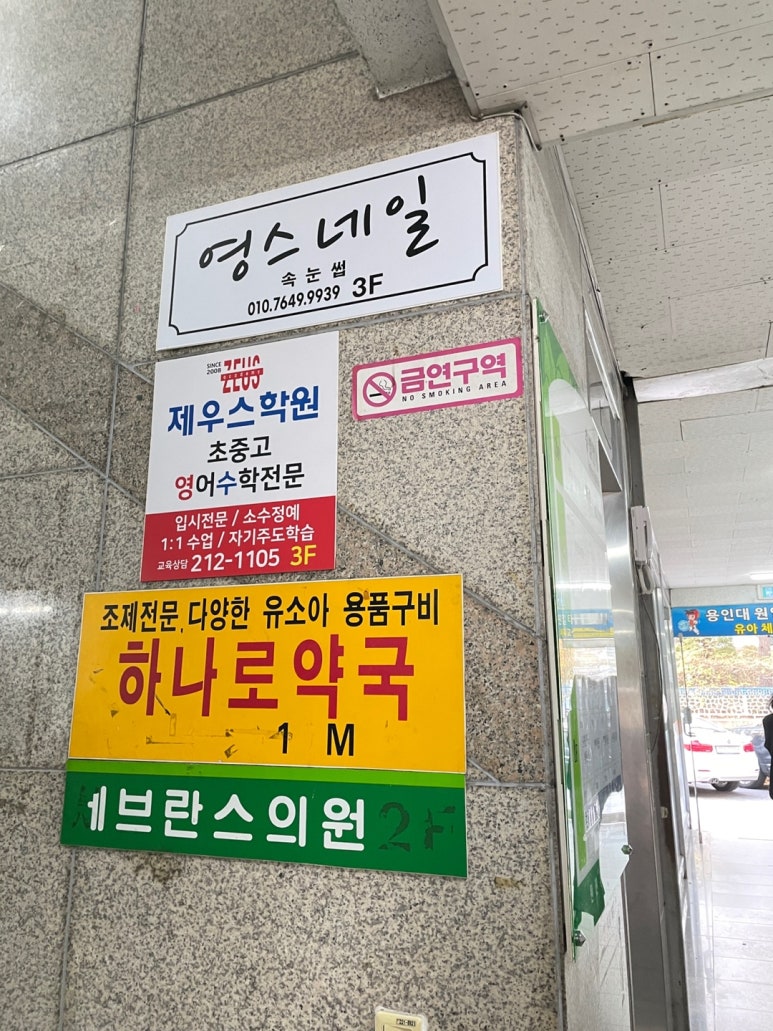 영스네일
속눈썹
010.7649.9939 3F
SINCE 2008 ZEUS
ACADEMY
제우스학원
초중고
영어수학전문
입시전문 / 소수정예
1:1 수업 / 자기주도학습
교육상담 212-1105 3F
금연구역
NO SMOKING AREA
조제전문, 다양한 유소아 용품구비
하나로약국
1 M
세브란스의원 2F
용인대 원
유아 체